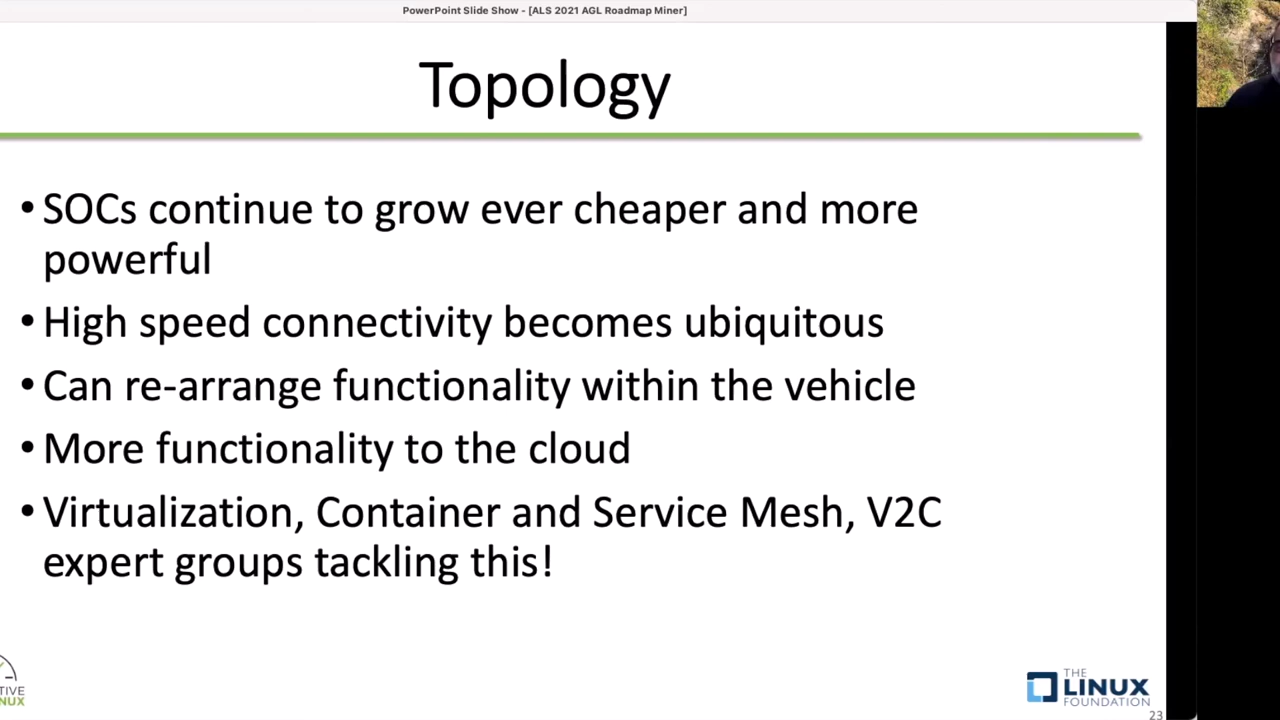 PowerPoint Slide Show - [ALS 2021 AGL Roadmap Miner]
Topology
• SOCs continue to grow ever cheaper and more
powerful
• High speed connectivity becomes ubiquitous
• Can re-arrange functionality within the vehicle
• More functionality to the cloud
• Virtualization, Container and Service Mesh, V2C
expert groups tackling this!
TIVE
NUX
THE
LINUX
FOUNDATION
23